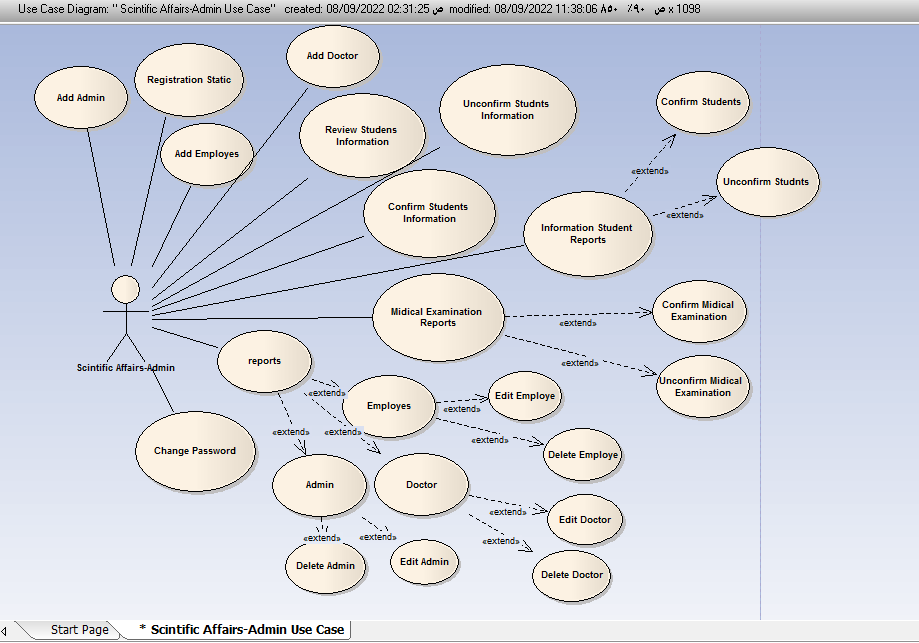 Use Case Diagram: " Scintific Affairs-Admin Use Case"   created: 08/09/2022 02:31:25 ص  modified: 08/09/2022 11:38:06 ص  ٩٠٪  ٨٥٠ x 1098
Add Doctor
Registration Static
Add Admin
Unconfirm Studnts
Information
Confirm Students
Review Studens
Information
Add Employes
«extend»
Unconfirm Studnts
Confirm Students
Information
«extend»
Information Student
Reports
Midical Examination
Reports
Confirm Midical
Examination
«extend»
Scintific Affairs-Admin
reports
«extend»
Unconfirm Midical
Examination
«extend»
Employes
Edit Employe
«extend»
«extend»
«extend»
«extend»
Change Password
Delete Employe
Admin
Doctor
«extend»
Edit Doctor
«extend»
«extend»
«extend»
Delete Admin
Edit Admin
Delete Doctor
Start Page
* Scintific Affairs-Admin Use Case